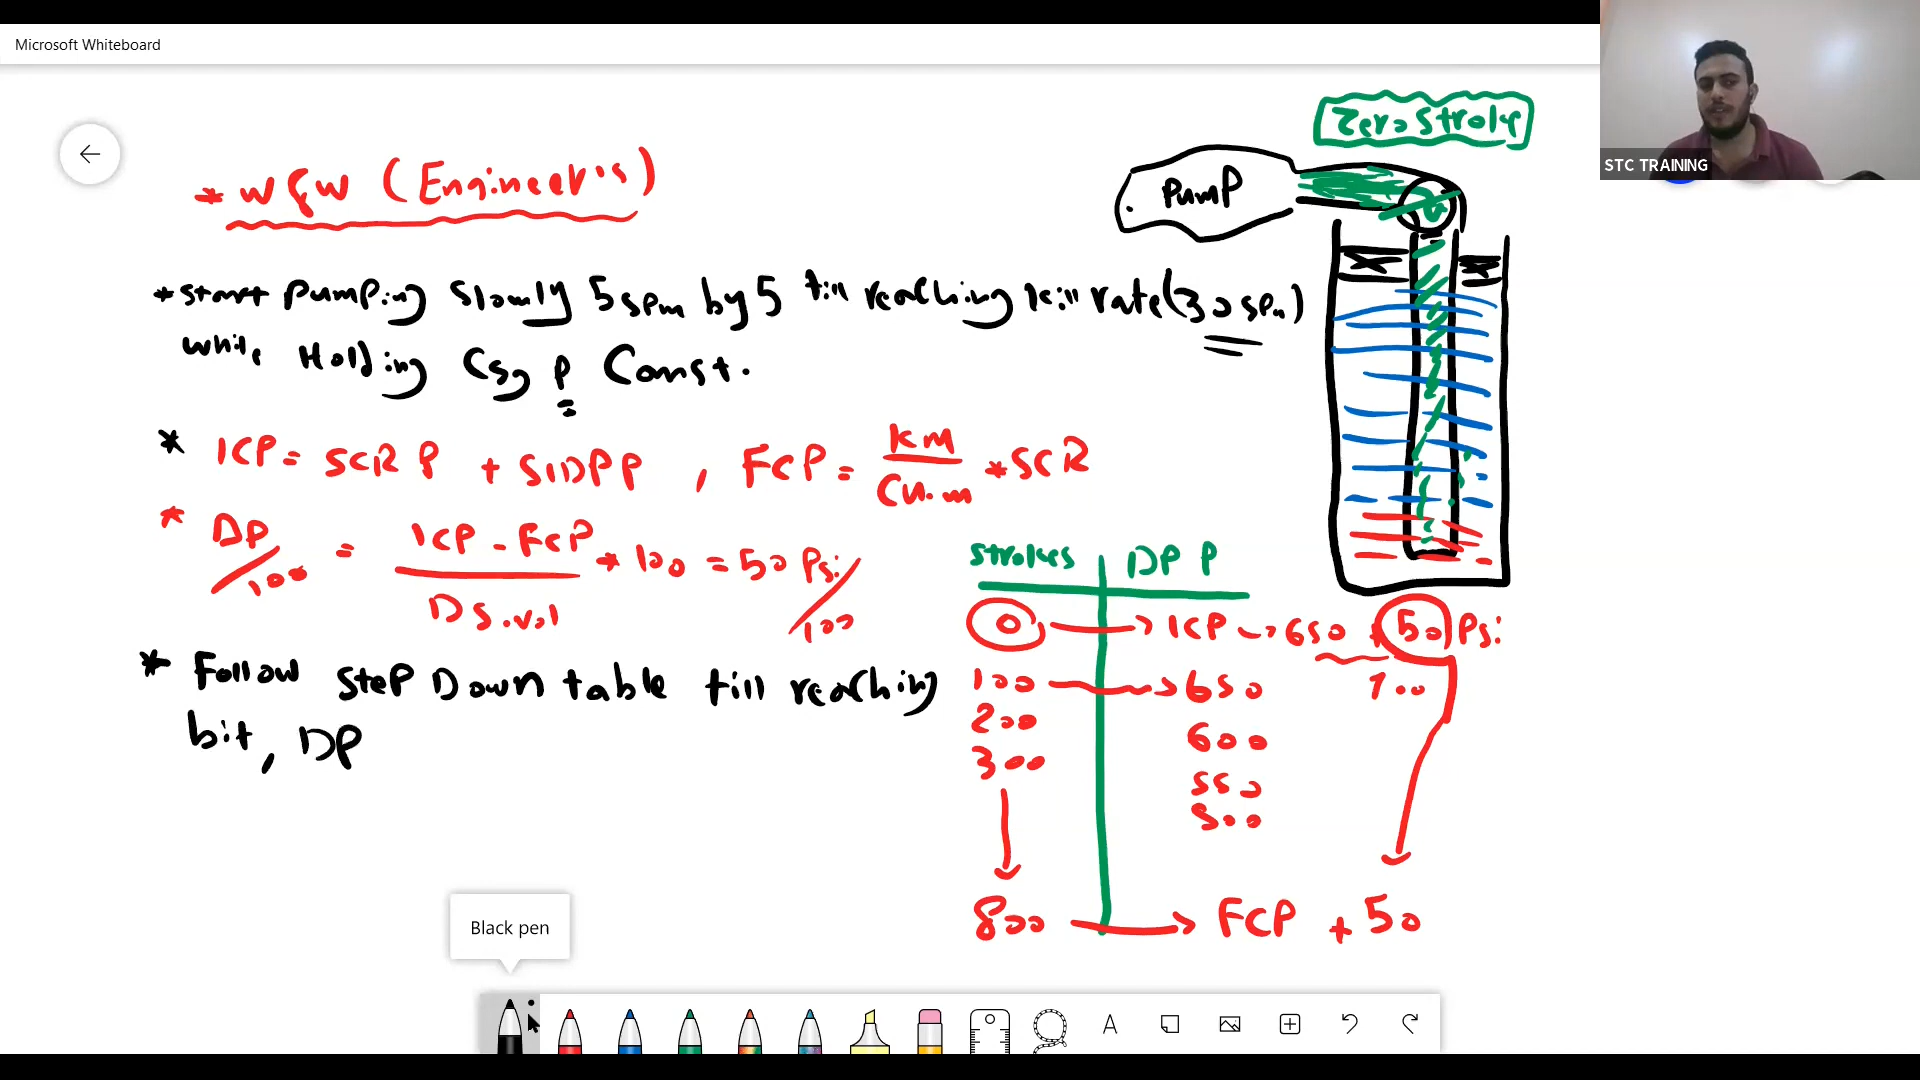 Microsoft Whiteboard
STC TRAINING
Zero Stroke
* W&W (Engineer's)
Pump
* start pumping slowly 5 spm by 5 till reaching kill rate (30 spm)
while Holding Csg P Const.
* ICP = SCR P + SIDPP , FCP = KM / Cu.m * SCR
* DP / 100 = ICP - FCP / DS.vol * 100 = 50 Psi / 100
* Follow step Down table till reaching
bit, DP
strokes DP P
0 → ICP → 650 + 50 Psi
700
100 → 650
200 600
300 550
500
800 → FCP + 50
Black pen